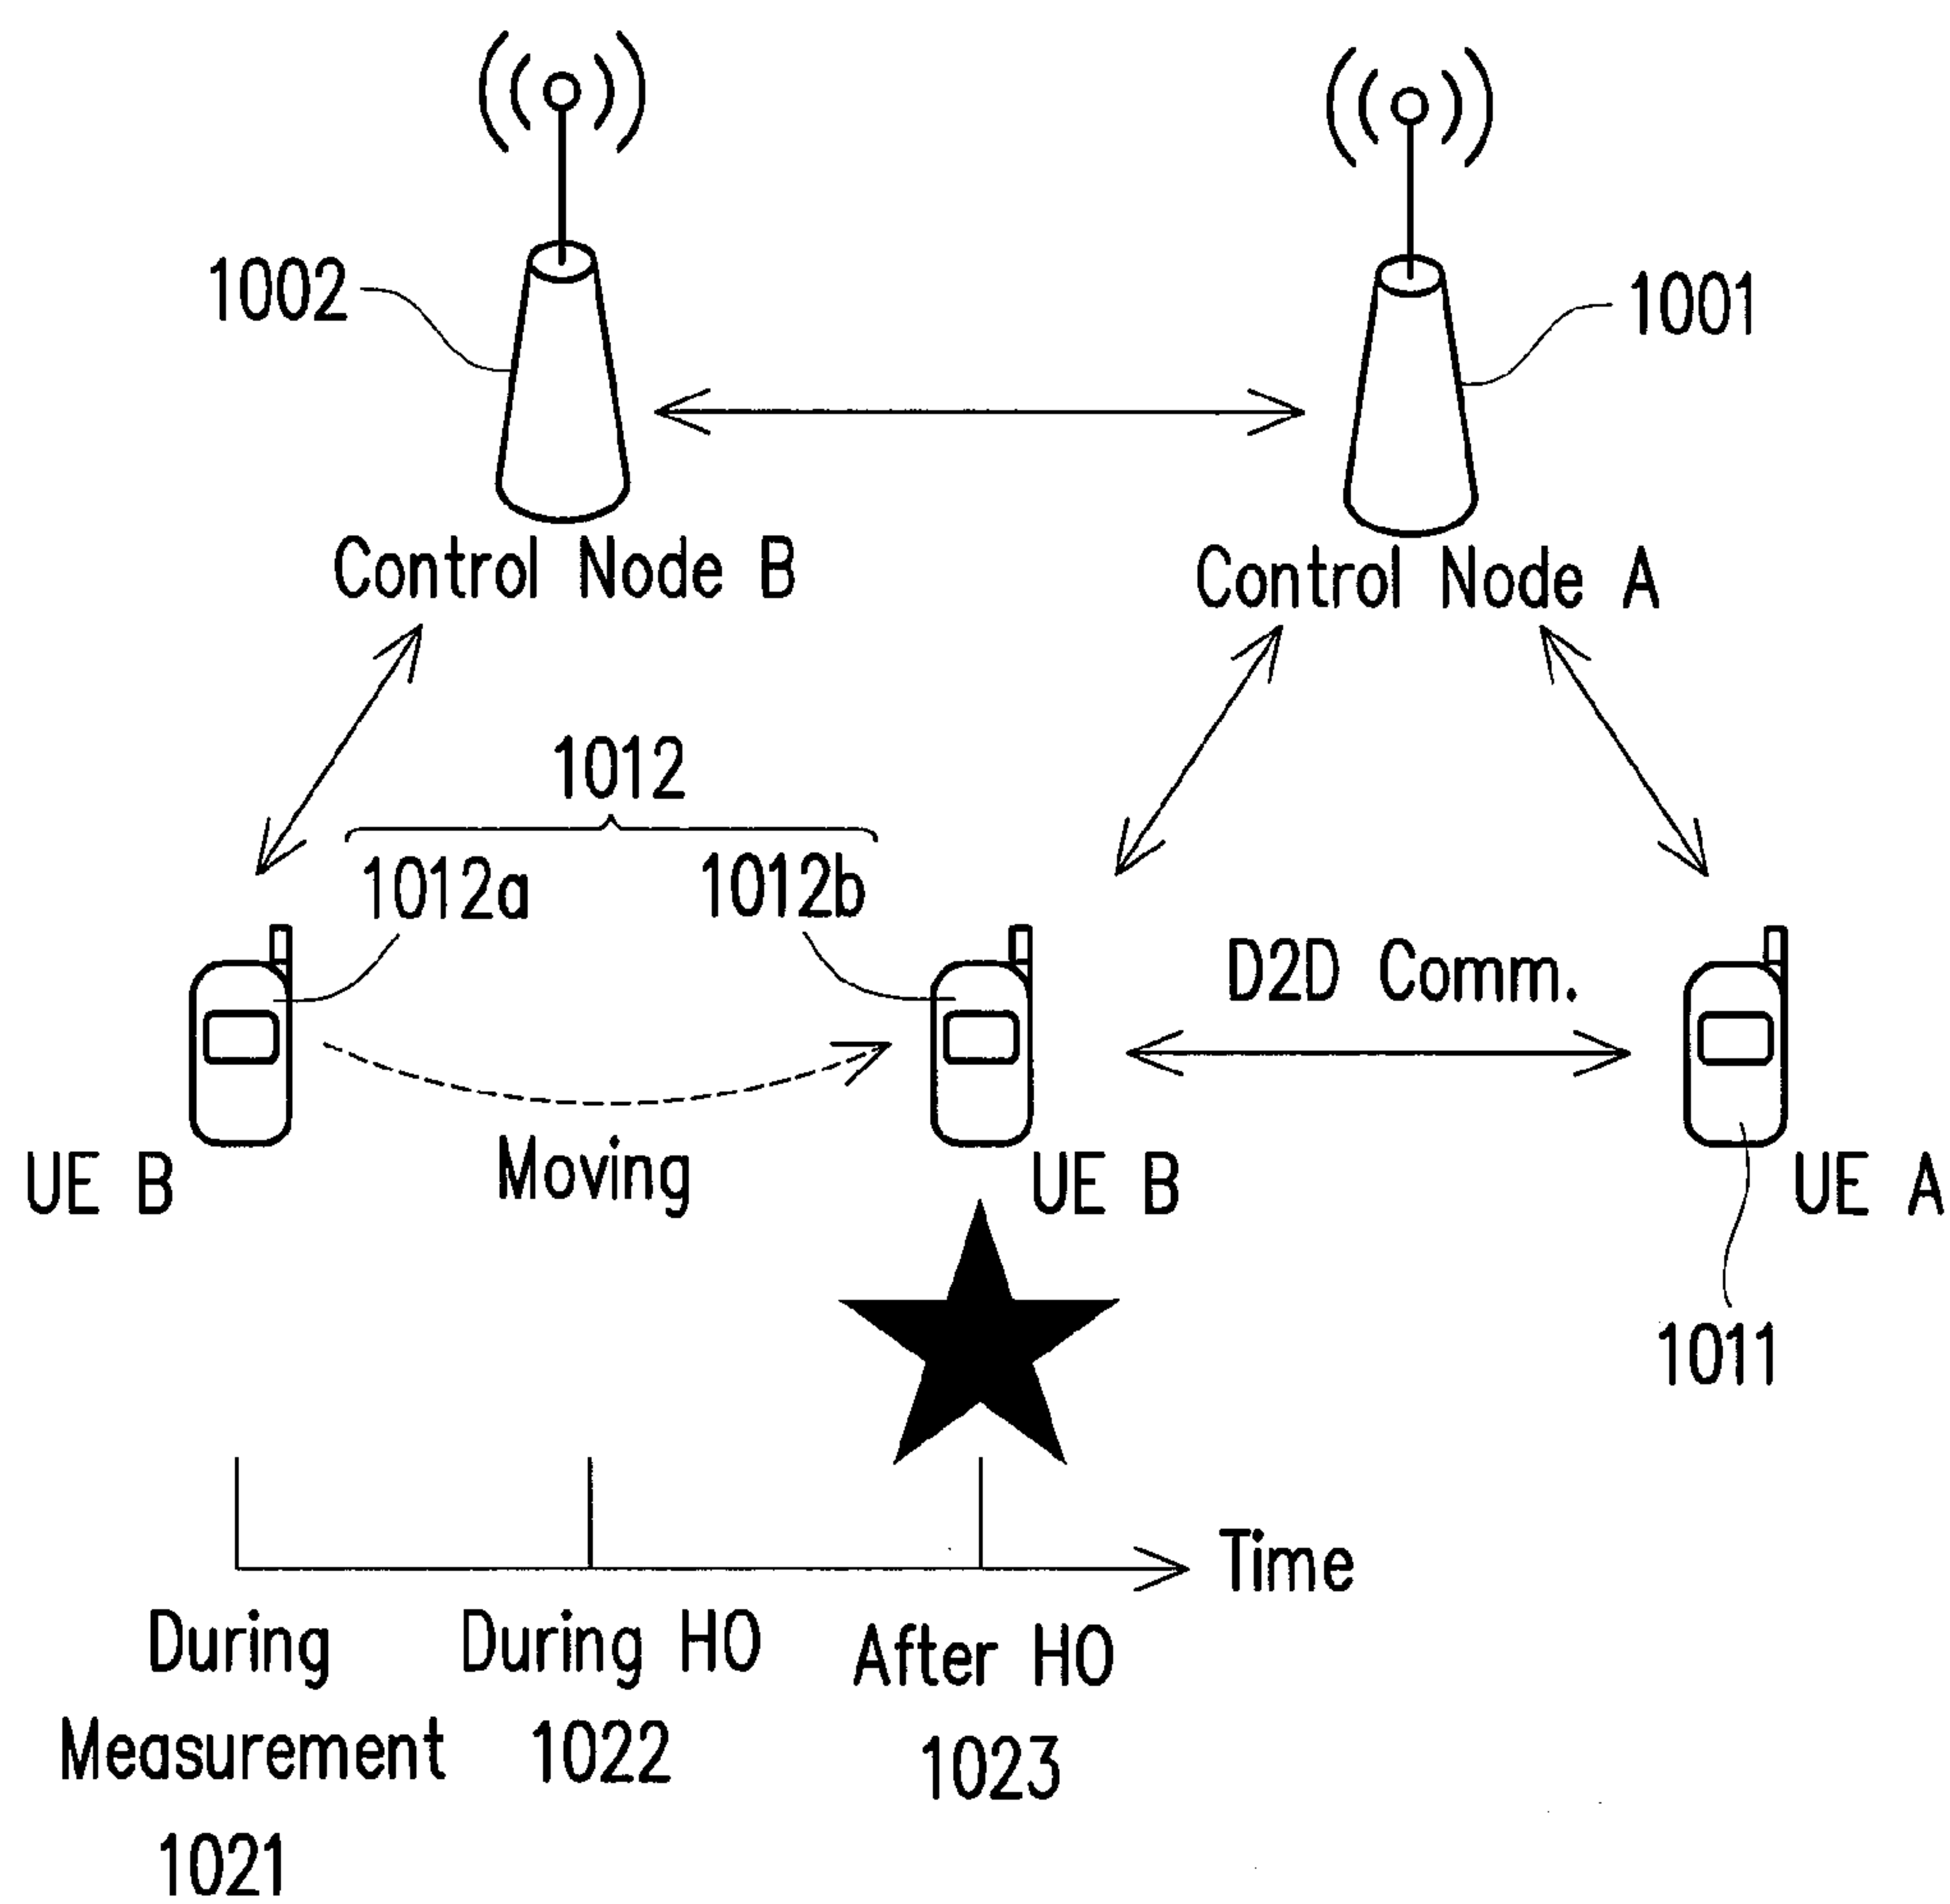 1002
1001
Control Node B
Control Node A
1012
1012a
1012b
D2D Comm.
UE B
Moving
UE B
UE A
1011
Time
During
Measurement
1021
During HO
1022
After HO
1023